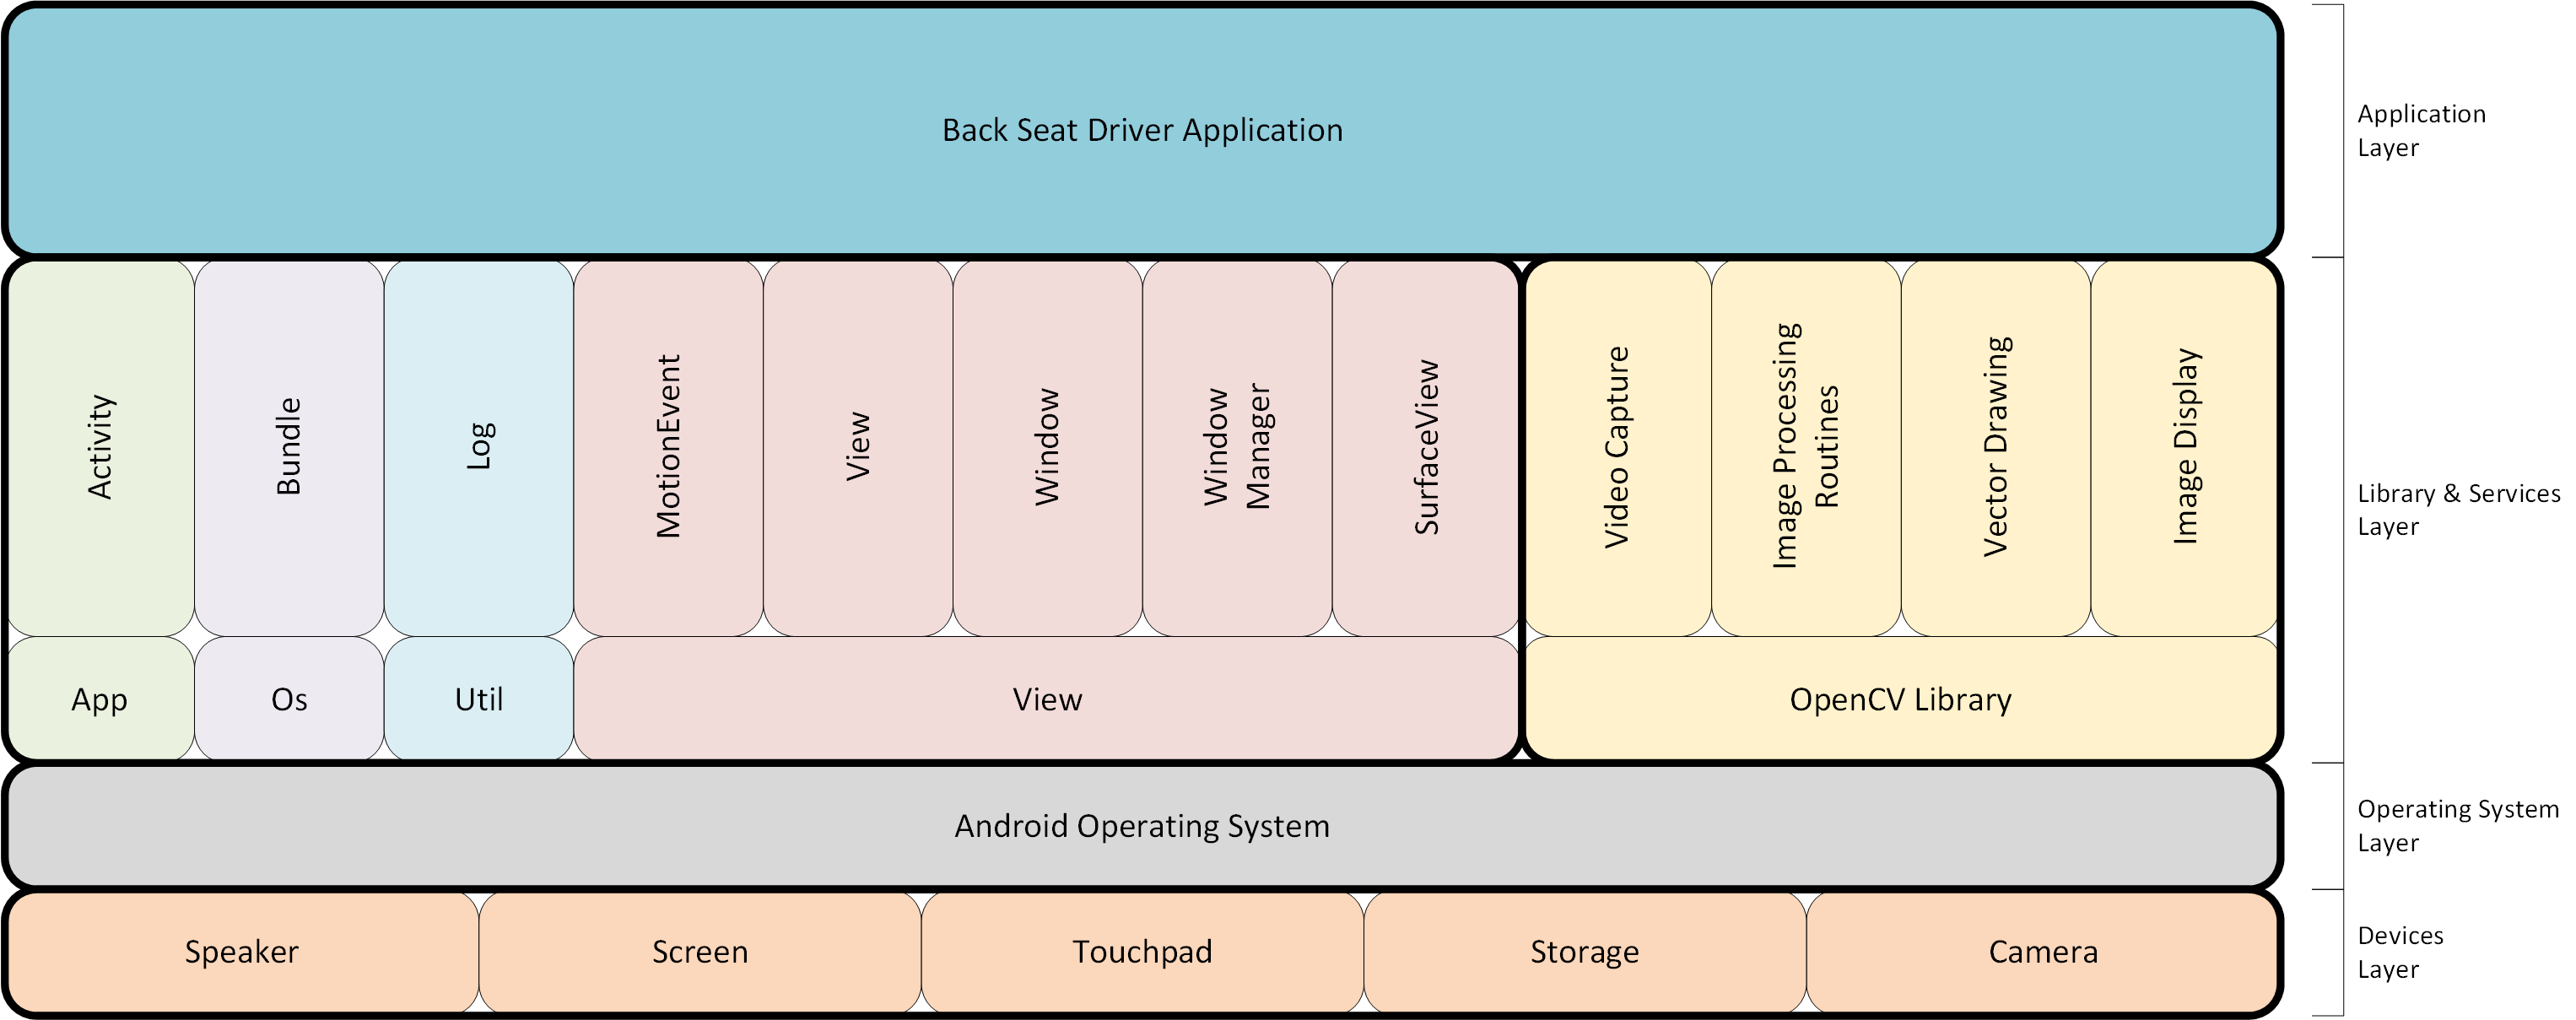 Back Seat Driver Application
Application
Layer
Activity
Bundle
Log
MotionEvent
View
Window
Window
Manager
SurfaceView
Video Capture
Image Processing
Routines
Vector Drawing
Image Display
Library & Services
Layer
App
Os
Util
View
OpenCV Library
Android Operating System
Operating System
Layer
Speaker
Screen
Touchpad
Storage
Camera
Devices
Layer